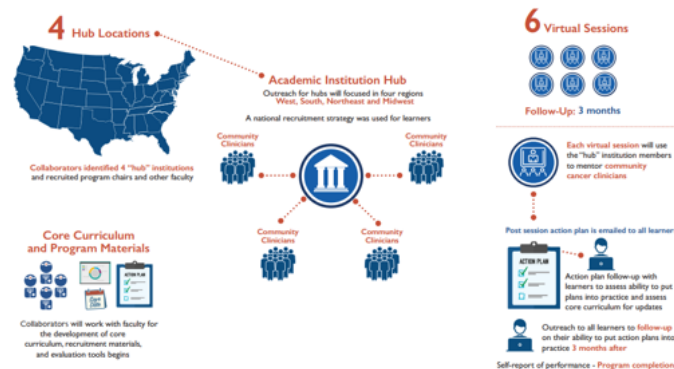 4 Hub Locations
Collaborators identified 4 "hub" institutions
and recruited program chairs and other faculty
Academic Institution Hub
Outreach for hubs will focused in four regions
West, South, Northeast and Midwest
A national recruitment strategy was used for learners
Community
Clinicians
Community
Clinicians
Community
Clinicians
Community
Clinicians
Core Curriculum
and Program Materials
ACTION PLAN
Collaborators will work with faculty for
the development of core
curriculum, recruitment materials,
and evaluation tools begins
6 Virtual Sessions
Follow-Up: 3 months
Each virtual session will use
the "hub" institution members
to mentor community
cancer clinicians
Post session action plan is emailed to all learner
ACTION PLAN
Action plan follow-up with
learners to assess ability to put
plans into practice and assess
core curriculum for updates
Outreach to all learners to follow-up
on their ability to put action plans into
practice 3 months after
Self-report of performance - Program completion